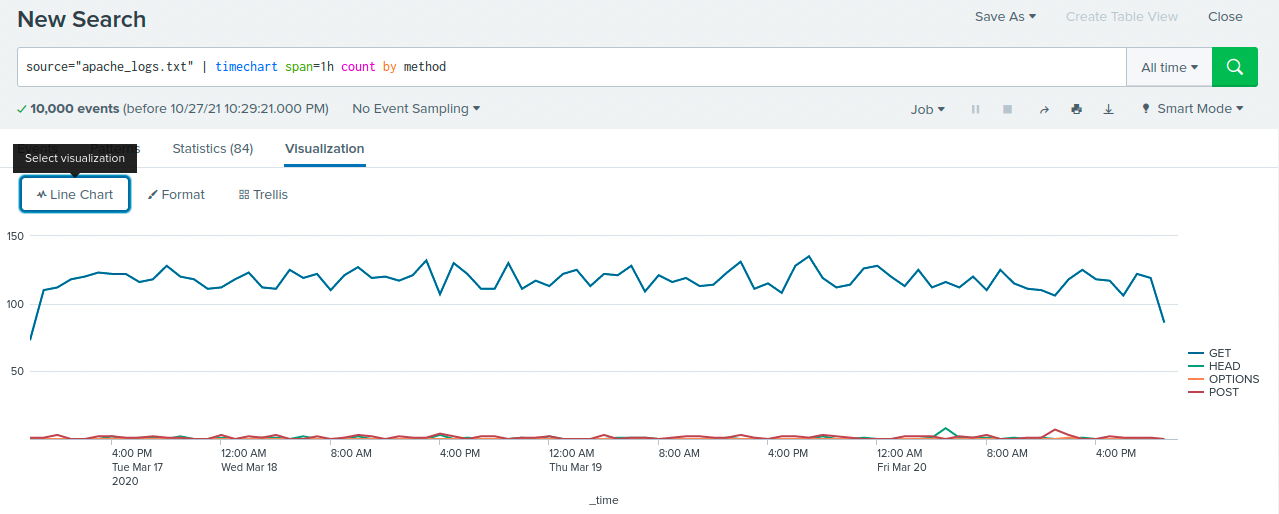 New Search
Save As
Create Table View
Close
source="apache_logs.txt" | timechart span=1h count by method
All time
10,000 events (before 10/27/21 10:29:21.000 PM)
No Event Sampling
Job
Smart Mode
Events
Patterns
Statistics (84)
Visualization
Select visualization
Line Chart
Format
Trellis
150
100
50
GET
HEAD
OPTIONS
POST
4:00 PM
Tue Mar 17
2020
12:00 AM
Wed Mar 18
8:00 AM
4:00 PM
12:00 AM
Thu Mar 19
8:00 AM
4:00 PM
12:00 AM
Fri Mar 20
8:00 AM
4:00 PM
_time